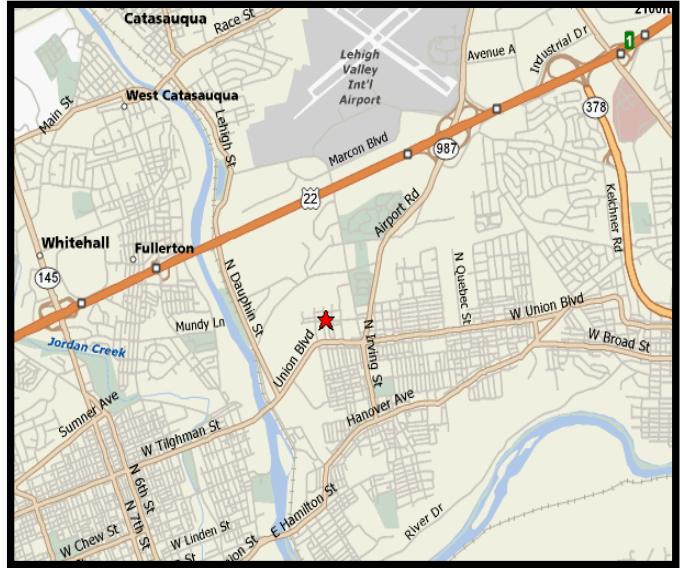 2100ft
Catasauqua
Race St
1
Avenue A
Industrial Dr
Lehigh
Valley
Int'l
Airport
West Catasauqua
Main St
378
Lehigh St
987
Marcon Blvd
22
Kelchner Rd
Airport Rd
Whitehall
Fullerton
145
N Dauphin St
N Quebec St
Mundy Ln
W Union Blvd
Union Blvd
N Irving St
W Broad St
Jordan Creek
Sumner Ave
Hanover Ave
W Tilghman St
N 6th St
N 7th St
E Hamilton St
River Dr
W Linden St
W Chew St